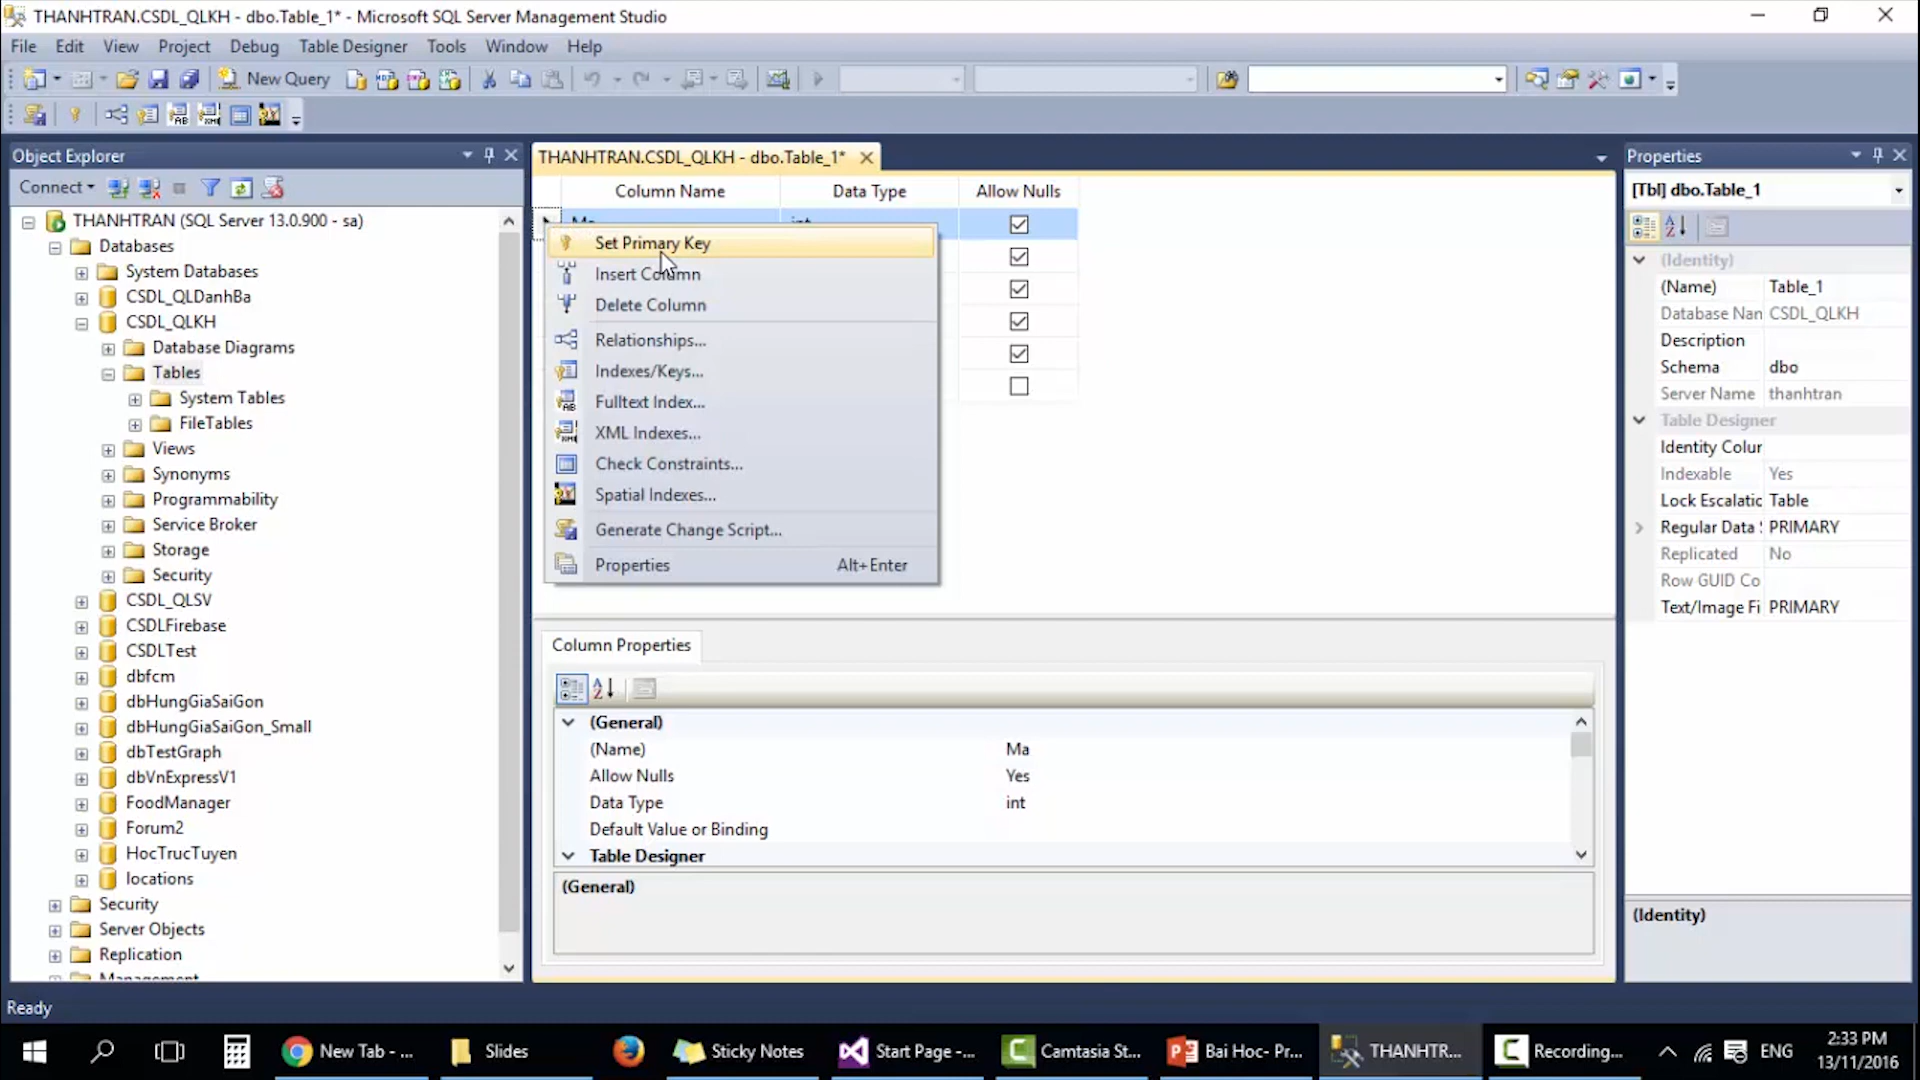 THANHTRAN.CSDL_QLKH - dbo.Table_1* - Microsoft SQL Server Management Studio
File Edit View Project Debug Table Designer Tools Window Help
New Query
Object Explorer
Connect
THANHTRAN (SQL Server 13.0.900 - sa)
Databases
System Databases
CSDL_QLDanhBa
CSDL_QLKH
Database Diagrams
Tables
System Tables
FileTables
Views
Synonyms
Programmability
Service Broker
Storage
Security
CSDL_QLSV
CSDLFirebase
CSDLTest
dbfcm
dbHungGiaSaiGon
dbHungGiaSaiGon_Small
dbTestGraph
dbVnExpressV1
FoodManager
Forum2
HocTrucTuyen
locations
Security
Server Objects
Replication
Management
THANHTRAN.CSDL_QLKH - dbo.Table_1*
Column Name Data Type Allow Nulls
Ma int
Set Primary Key
Insert Column
Delete Column
Relationships...
Indexes/Keys...
Fulltext Index...
XML Indexes...
Check Constraints...
Spatial Indexes...
Generate Change Script...
Properties Alt+Enter
Column Properties
(General)
(Name) Ma
Allow Nulls Yes
Data Type int
Default Value or Binding
Table Designer
(General)
Properties
[Tbl] dbo.Table_1
(Identity)
(Name) Table_1
Database Nan CSDL_QLKH
Description
Schema dbo
Server Name thanhtran
Table Designer
Identity Colur
Indexable Yes
Lock Escalatic Table
Regular Data PRIMARY
Replicated No
Row GUID Co
Text/Image Fi PRIMARY
(Identity)
Ready
New Tab - ...
Slides
Sticky Notes
Start Page -...
Camtasia St...
Bai Hoc- Pr...
THANHTR...
Recording...
ENG
2:33 PM
13/11/2016